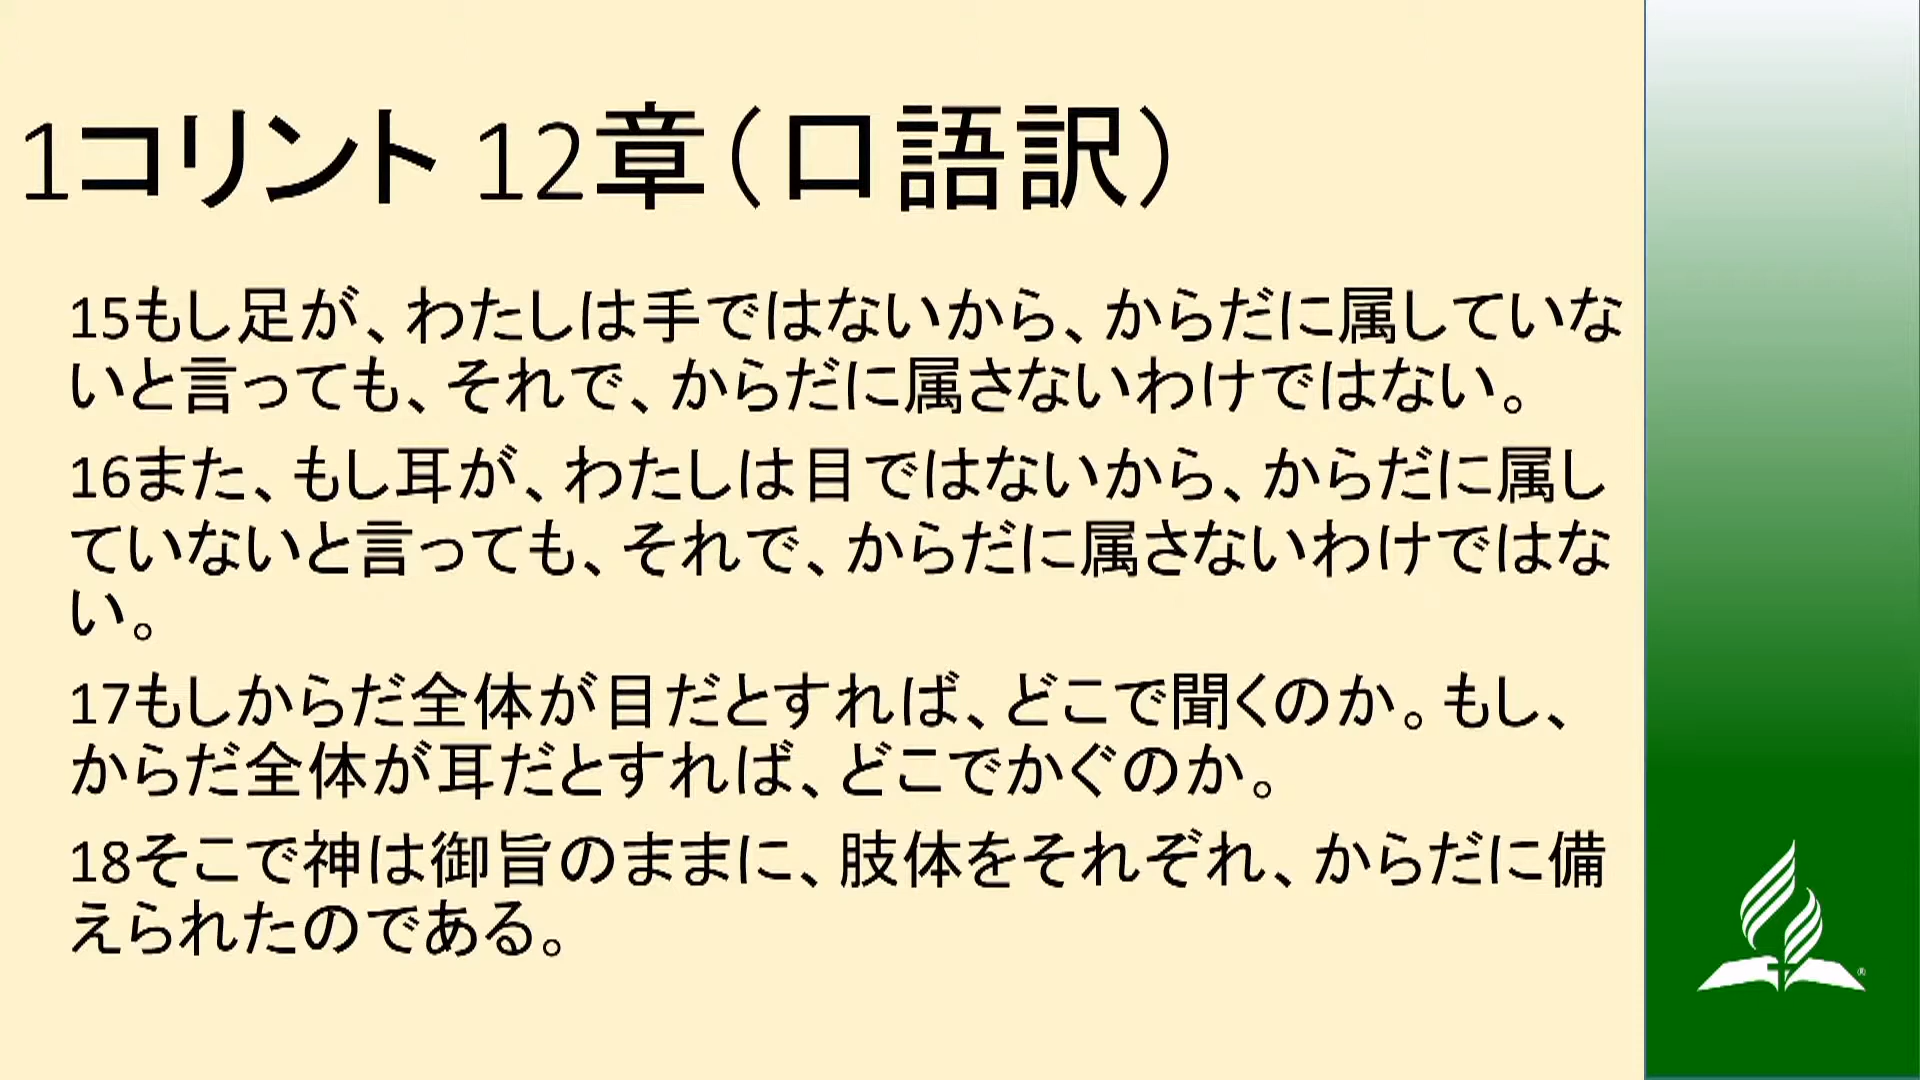 1コリント 12章（口語訳）
15もし足が、わたしは手ではないから、からだに属していな
いと言っても、それで、からだに属さないわけではない。
16また、もし耳が、わたしは目ではないから、からだに属し
ていないと言っても、それで、からだに属さないわけではな
い。
17もしからだ全体が目だとすれば、どこで聞くのか。もし、
からだ全体が耳だとすれば、どこでかぐのか。
18そこで神は御旨のままに、肢体をそれぞれ、からだに備
えられたのである。
®